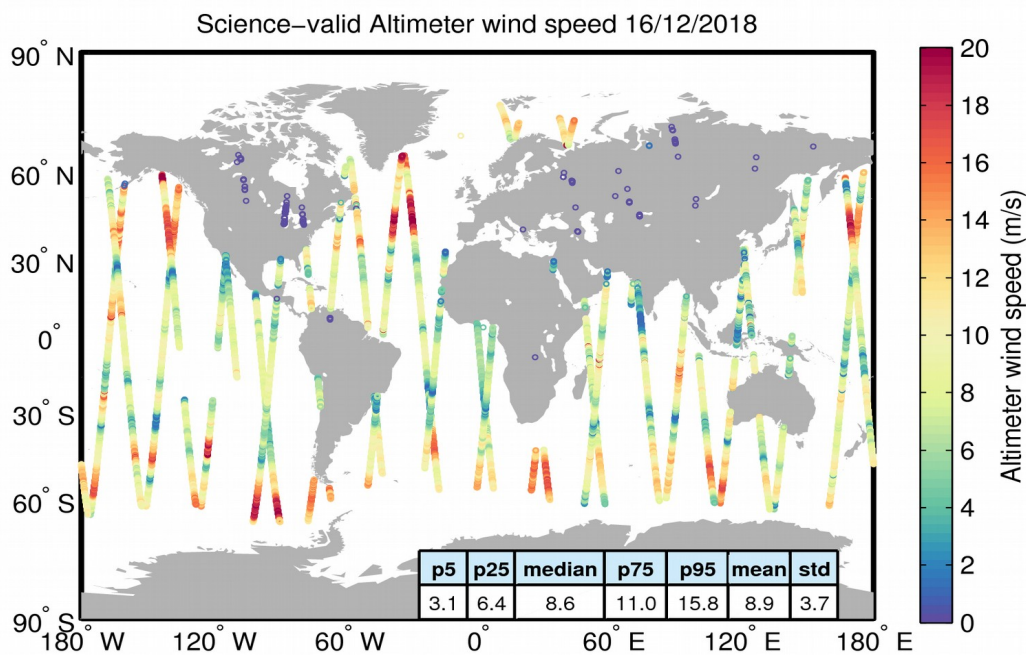 Science-valid Altimeter wind speed 16/12/2018
90° N
60° N
30° N
0°
30° S
60° S
90° S
180° W
120° W
60° W
0°
60° E
120° E
180° E
20
18
16
14
12
10
8
6
4
2
0
Altimeter wind speed (m/s)
p5 p25 median p75 p95 mean std
3.1 6.4 8.6 11.0 15.8 8.9 3.7